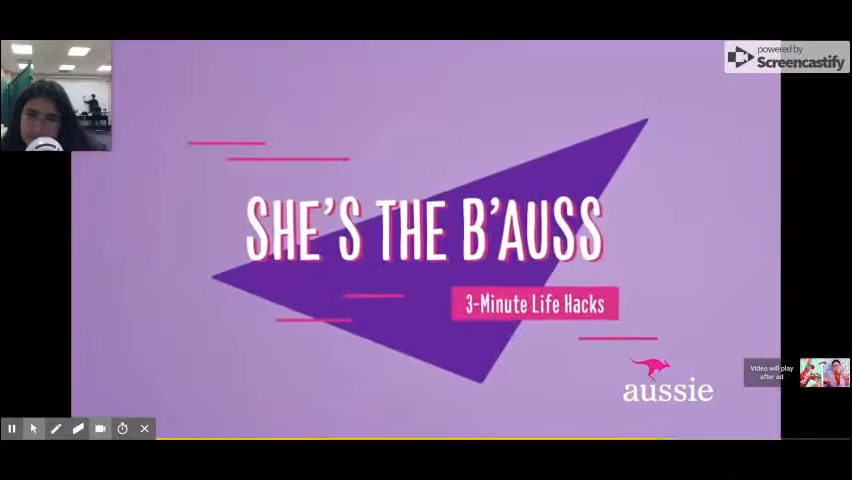 powered by
Screencastify
SHE'S THE B'AUSS
3-Minute Life Hacks
Video will play
after ad
aussie